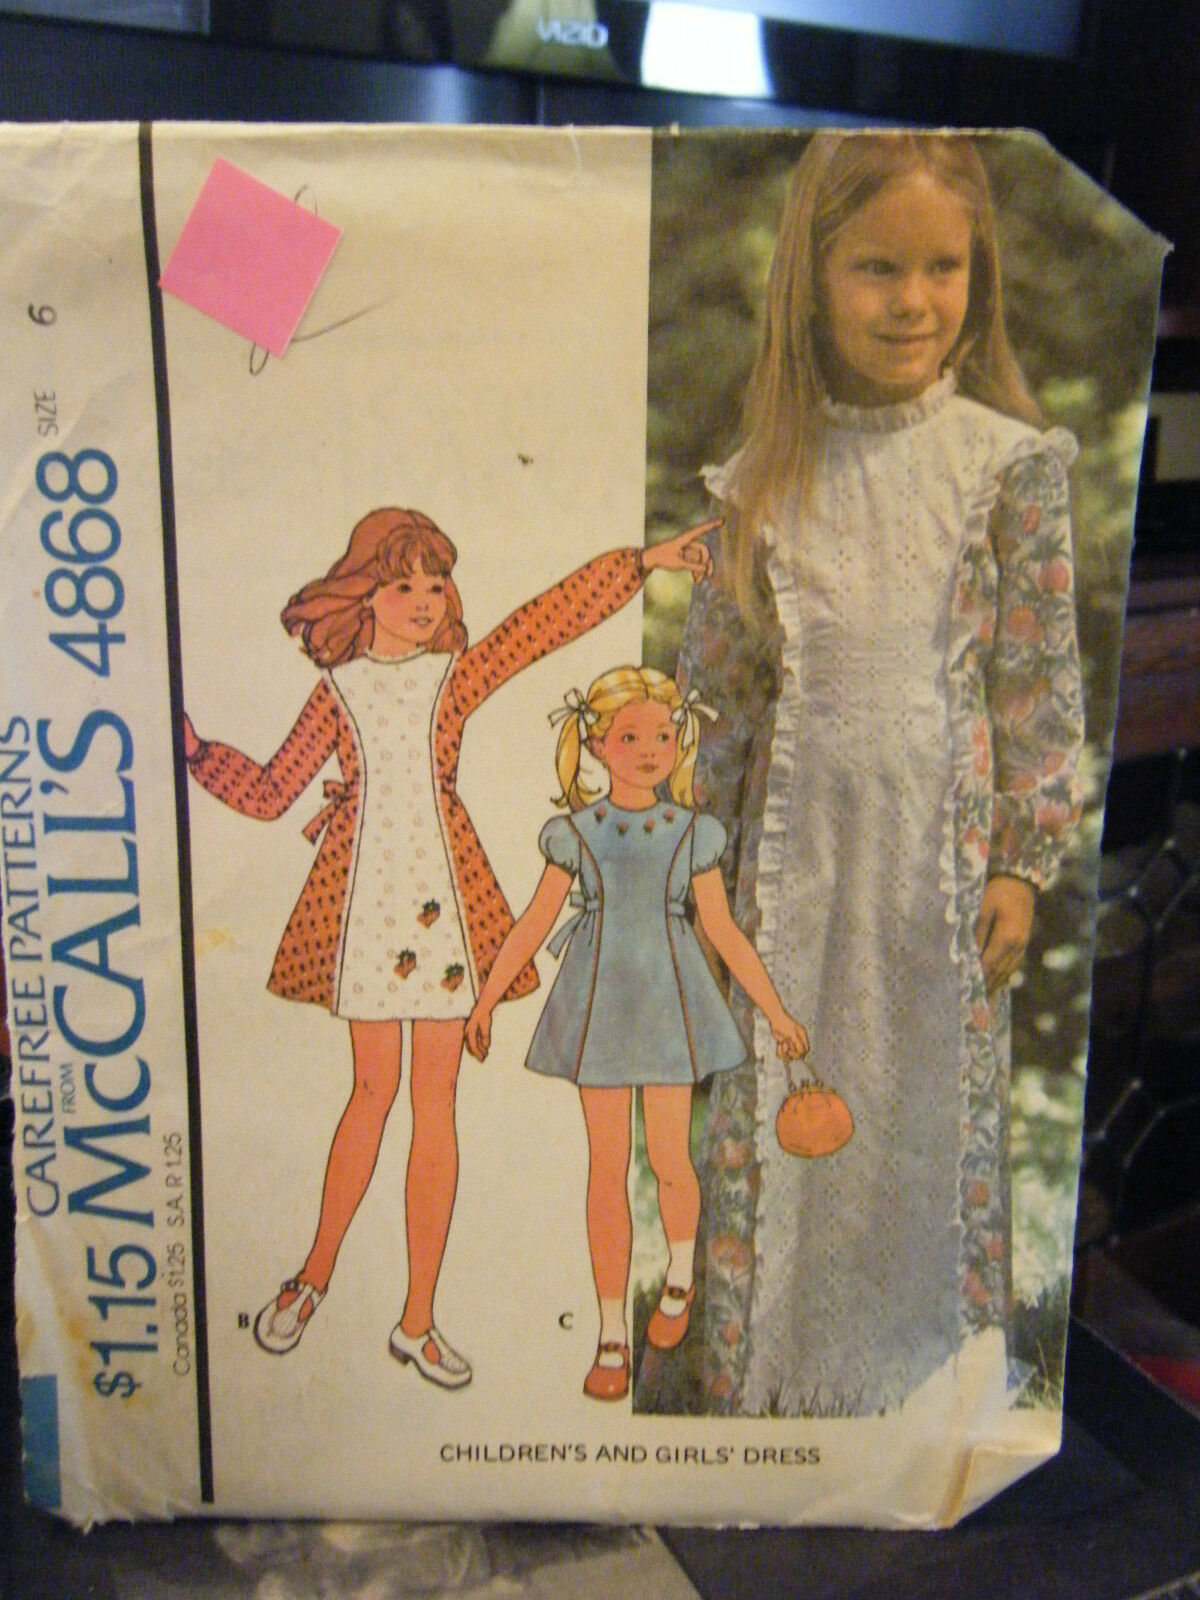 VIZIO
CAREFREE PATTERNS
FROM
McCALL'S 4868 SIZE 6
$1.15
Canada $1.25 S.A. R 1.25
B
C
CHILDREN'S AND GIRLS' DRESS